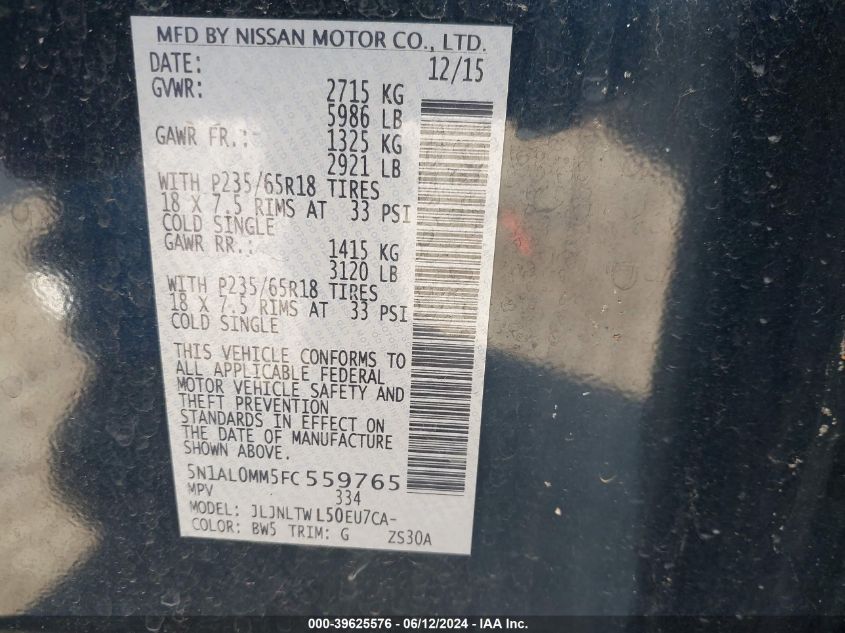 MFD BY NISSAN MOTOR CO., LTD.
DATE: 12/15
GVWR: 2715 KG
5986 LB
GAWR FR.: 1325 KG
2921 LB
WITH P235/65R18 TIRES
18 X 7.5 RIMS AT 33 PSI
COLD SINGLE
GAWR RR.: 1415 KG
3120 LB
WITH P235/65R18 TIRES
18 X 7.5 RIMS AT 33 PSI
COLD SINGLE
THIS VEHICLE CONFORMS TO
ALL APPLICABLE FEDERAL
MOTOR VEHICLE SAFETY AND
THEFT PREVENTION
STANDARDS IN EFFECT ON
THE DATE OF MANUFACTURE
SHOWN ABOVE.
5N1AL0MM5FC 559765
MPV 334
MODEL: JLJNLTW L50EU7CA-
COLOR: BW5 TRIM: G ZS30A
000-39625576 - 06/12/2024 - IAA Inc.